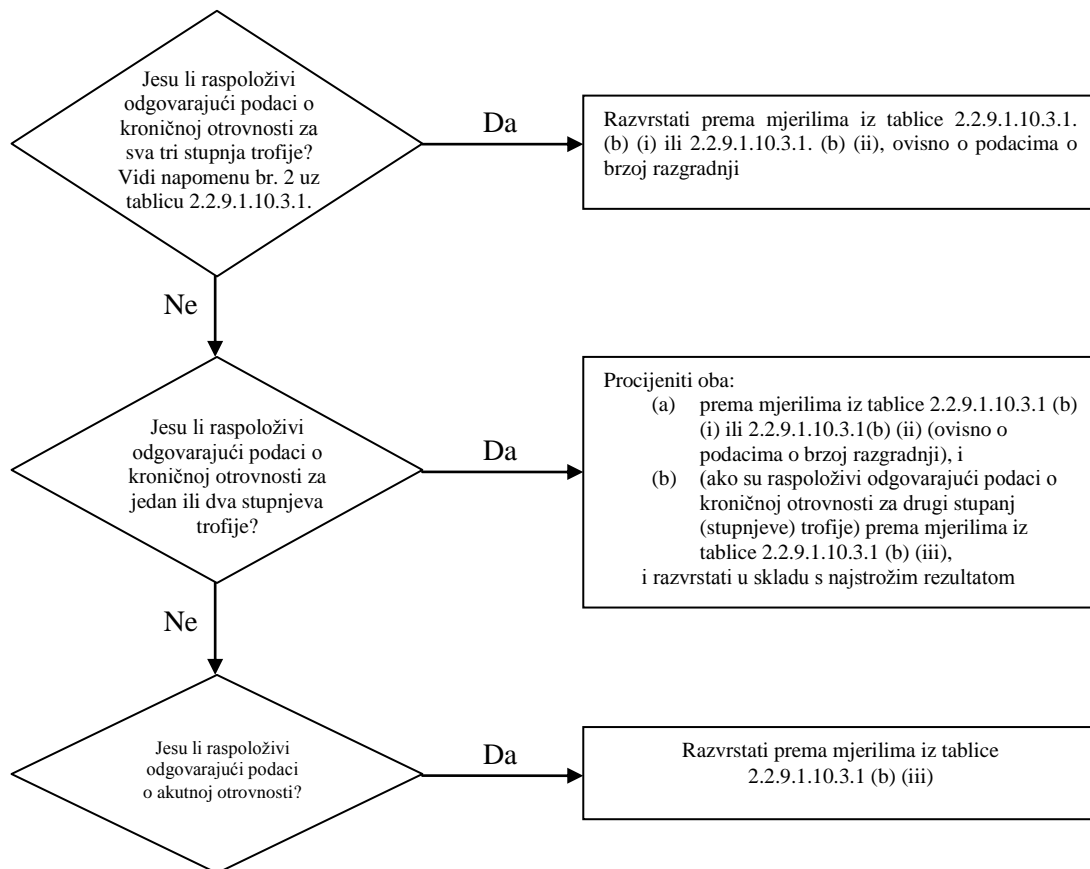 Jesu li raspoloživi
odgovarajući podaci o
kroničnoj otrovnosti za
sva tri stupnja trofije?
Vidi napomenu br. 2 uz
tablicu 2.2.9.1.10.3.1.
Da
Razvrstati prema mjerilima iz tablice 2.2.9.1.10.3.1.
(b) (i) ili 2.2.9.1.10.3.1. (b) (ii), ovisno o podacima o
brzoj razgradnji
Ne
Jesu li raspoloživi
odgovarajući podaci o
kroničnoj otrovnosti za
jedan ili dva stupnjeva
trofije?
Da
Procijeniti oba:
(a) prema mjerilima iz tablice 2.2.9.1.10.3.1 (b)
(i) ili 2.2.9.1.10.3.1(b) (ii) (ovisno o
podacima o brzoj razgradnji), i
(b) (ako su raspoloživi odgovarajući podaci o
kroničnoj otrovnosti za drugi stupanj
(stupnjeve) trofije) prema mjerilima iz
tablice 2.2.9.1.10.3.1 (b) (iii),
i razvrstati u skladu s najstrožim rezultatom
Ne
Jesu li raspoloživi
odgovarajući podaci
o akutnoj otrovnosti?
Da
Razvrstati prema mjerilima iz tablice
2.2.9.1.10.3.1 (b) (iii)